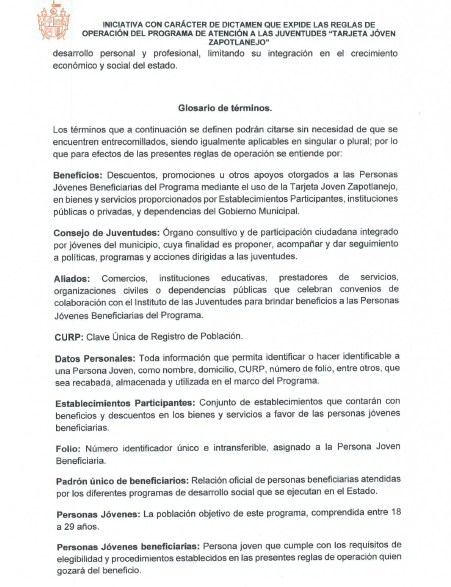 INICIATIVA CON CARÁCTER DE DICTAMEN QUE EXPIDE LAS REGLAS DE
OPERACIÓN DEL PROGRAMA DE ATENCIÓN A LAS JUVENTUDES "TARJETA JÓVEN
ZAPOTLANEJO"
desarrollo personal y profesional, limitando su integración en el crecimiento
económico y social del estado.
Glosario de términos.
Los términos que a continuación se definen podrán citarse sin necesidad de que se
encuentren entrecomillados, siendo igualmente aplicables en singular o plural; por lo
que para efectos de las presentes reglas de operación se entiende por:
Beneficios: Descuentos, promociones u otros apoyos otorgados a las Personas
Jóvenes Beneficiarias del Programa mediante el uso de la Tarjeta Joven Zapotlanejo,
en bienes y servicios proporcionados por Establecimientos Participantes, instituciones
públicas o privadas, y dependencias del Gobierno Municipal.
Consejo de Juventudes: Órgano consultivo y de participación ciudadana integrado
por jóvenes del municipio, cuya finalidad es proponer, acompañar y dar seguimiento
a políticas, programas y acciones dirigidas a las juventudes.
Aliados: Comercios, instituciones educativas, prestadores de servicios,
organizaciones civiles o dependencias públicas que celebran convenios de
colaboración con el Instituto de las Juventudes para brindar beneficios a las Personas
Jóvenes Beneficiarias del Programa.
CURP: Clave Única de Registro de Población.
Datos Personales: Toda información que permita identificar o hacer identificable a
una Persona Joven, como nombre, domicilio, CURP, número de folio, entre otros, que
sea recabada, almacenada y utilizada en el marco del Programa.
Establecimientos Participantes: Conjunto de establecimientos que contarán con
beneficios y descuentos en los bienes y servicios a favor de las personas jóvenes
beneficiarias.
Folio: Número identificador único e intransferible, asignado a la Persona Joven
Beneficiaria.
Padrón único de beneficiarios: Relación oficial de personas beneficiarias atendidas
por los diferentes programas de desarrollo social que se ejecutan en el Estado.
Personas Jóvenes: La población objetivo de este programa, comprendida entre 18
a 29 años.
Personas Jóvenes beneficiarias: Persona joven que cumple con los requisitos de
elegibilidad y procedimientos establecidos en las presentes reglas de operación quien
gozará del beneficio.